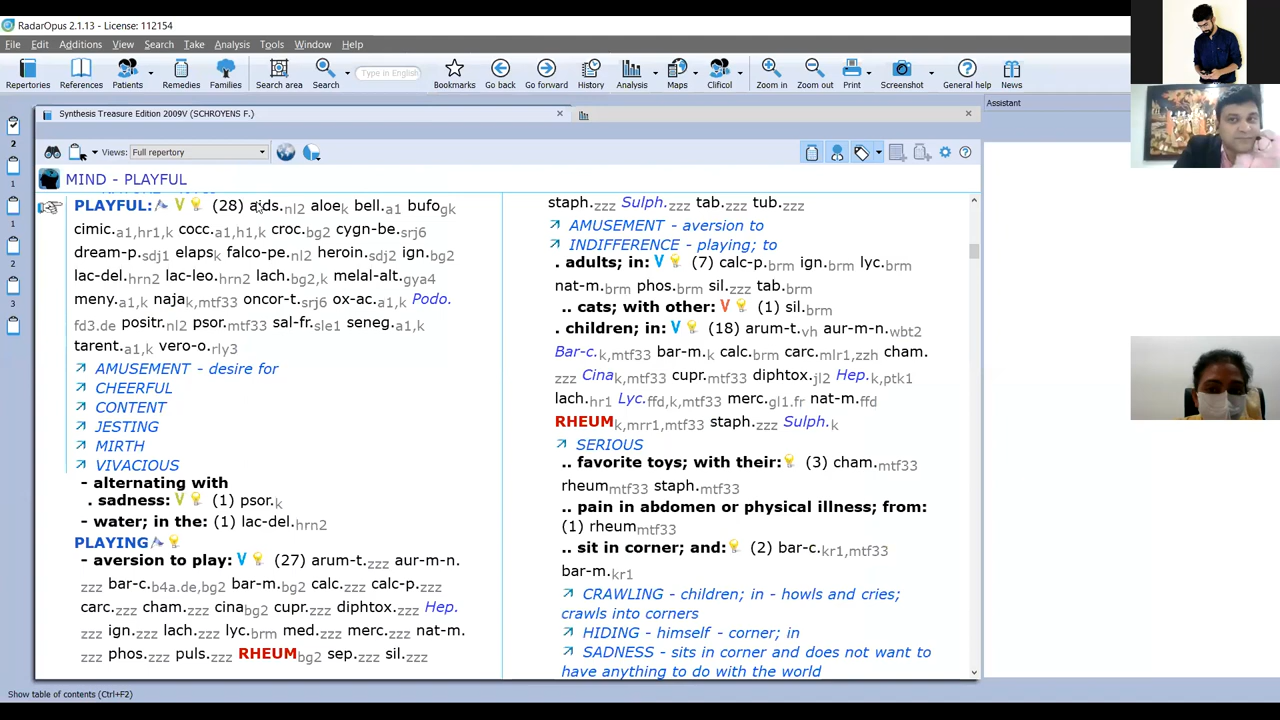 RadarOpus 2.1.13 - License: 112154
File Edit Additions View Search Take Analysis Tools Window Help
Type in English
Repertories References Patients Remedies Families Search area Search Bookmarks Go back Go forward History Analysis Maps Clificol Zoom in Zoom out Print Screenshot General help News
Synthesis Treasure Edition 2009V (SCHROYENS F.)
Assistant
Views: Full repertory
MIND - PLAYFUL
PLAYFUL: V (28) aids.nl2 aloek bell.a1 bufogk
cimic.a1,hr1,k cocc.a1,h1,k croc.bg2 cygn-be.srj6
dream-p.sdj1 elapsk falco-pe.nl2 heroin.sdj2 ign.bg2
lac-del.hrn2 lac-leo.hrn2 lach.bg2,k melal-alt.gya4
meny.a1,k najak,mtf33 oncor-t.srj6 ox-ac.a1,k Podo.
fd3.de positr.nl2 psor.mtf33 sal-fr.sle1 seneg.a1,k
tarent.a1,k vero-o.rly3
AMUSEMENT - desire for
CHEERFUL
CONTENT
JESTING
MIRTH
VIVACIOUS
- alternating with
. sadness: V (1) psor.k
- water; in the: (1) lac-del.hrn2
PLAYING
- aversion to play: V (27) arum-t.zzz aur-m-n.
zzz bar-c.b4a.de,bg2 bar-m.bg2 calc.zzz calc-p.zzz
carc.zzz cham.zzz cinabg2 cupr.zzz diphtox.zzz Hep.
zzz ign.zzz lach.zzz lyc.brm med.zzz merc.zzz nat-m.
zzz phos.zzz puls.zzz RHEUMbg2 sep.zzz sil.zzz
staph.zzz Sulph.zzz tab.zzz tub.zzz
AMUSEMENT - aversion to
INDIFFERENCE - playing; to
. adults; in: V (7) calc-p.brm ign.brm lyc.brm
nat-m.brm phos.brm sil.zzz tab.brm
.. cats; with other: V (1) sil.brm
. children; in: V (18) arum-t.vh aur-m-n.wbt2
Bar-c.k,mtf33 bar-m.k calc.brm carc.mlr1,zzh cham.
zzz Cinak,mtf33 cupr.mtf33 diphtox.jl2 Hep.k,ptk1
lach.hr1 Lyc.ffd,k,mtf33 merc.gl1.fr nat-m.ffd
RHEUMk,mrr1,mtf33 staph.zzz Sulph.k
SERIOUS
.. favorite toys; with their: (3) cham.mtf33
rheummtf33 staph.mtf33
.. pain in abdomen or physical illness; from:
(1) rheummtf33
.. sit in corner; and: (2) bar-c.kr1,mtf33
bar-m.kr1
CRAWLING - children; in - howls and cries;
crawls into corners
HIDING - himself - corner; in
SADNESS - sits in corner and does not want to
have anything to do with the world
2
1
1
2
3
Show table of contents (Ctrl+F2)